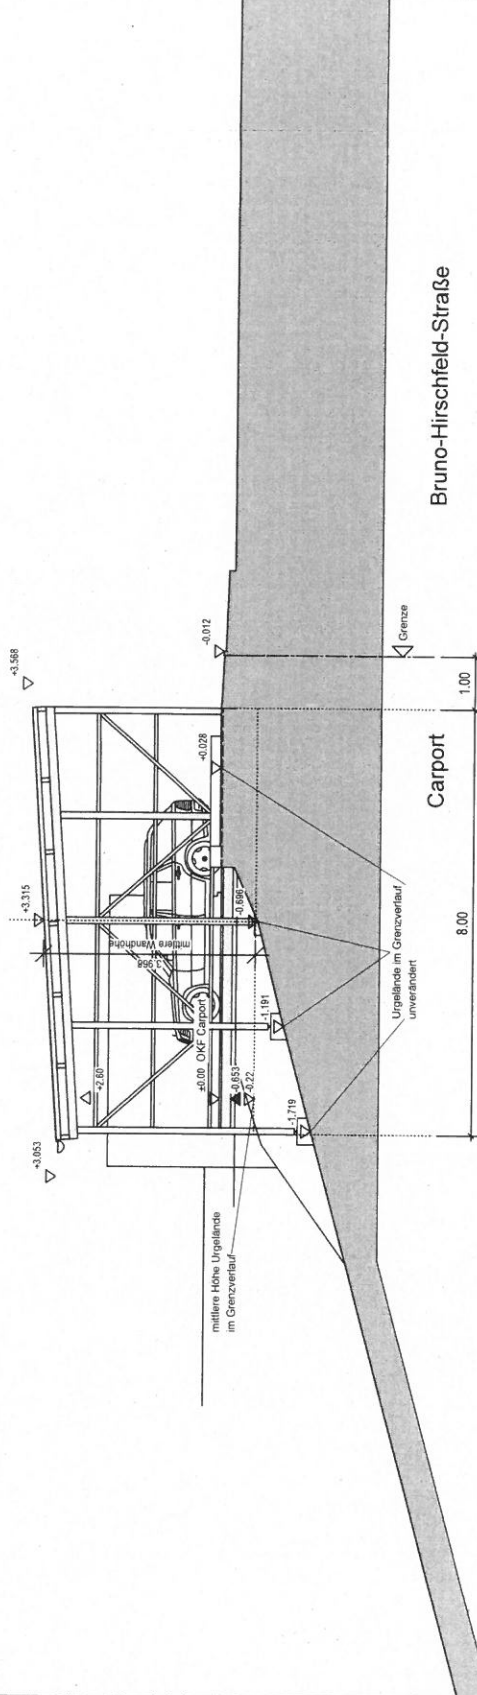 +3.568
+3.315
+3.053
+2.60
mittlere Wandhöhe
3.968
±0.00 OKF Carport
+0.028
-0.012
-0.696
-0.653
-0.22
-1.191
-1.719
mittlere Höhe Urgelände
im Grenzverlauf
Urgelände im Grenzverlauf
unverändert
Grenze
8.00
1.00
Carport
Bruno-Hirschfeld-Straße